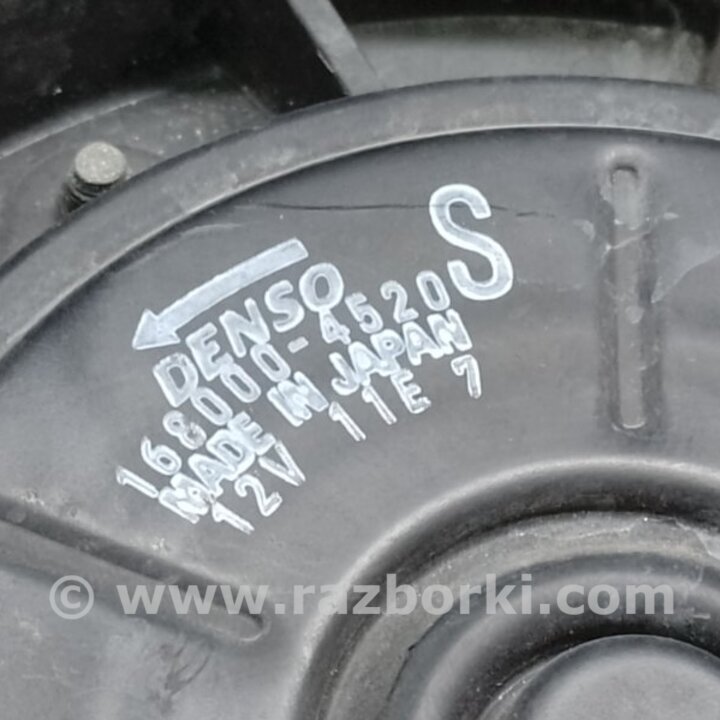 S
DENSO
168000-4520
MADE IN JAPAN
12V 11E 7
© www.razborki.com